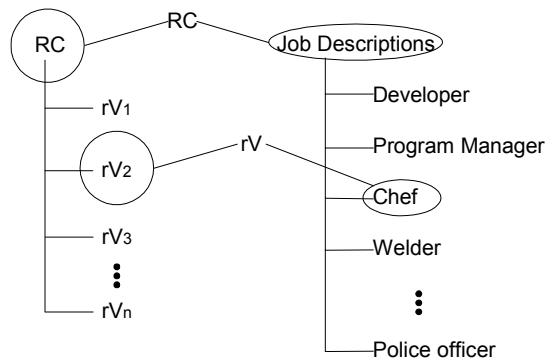 RC
RC
Job Descriptions
rV1
rV2
rV3
rVn
rV
Developer
Program Manager
Chef
Welder
Police officer